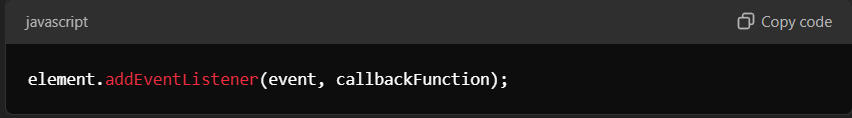 javascript
Copy code
element.addEventListener(event, callbackFunction);